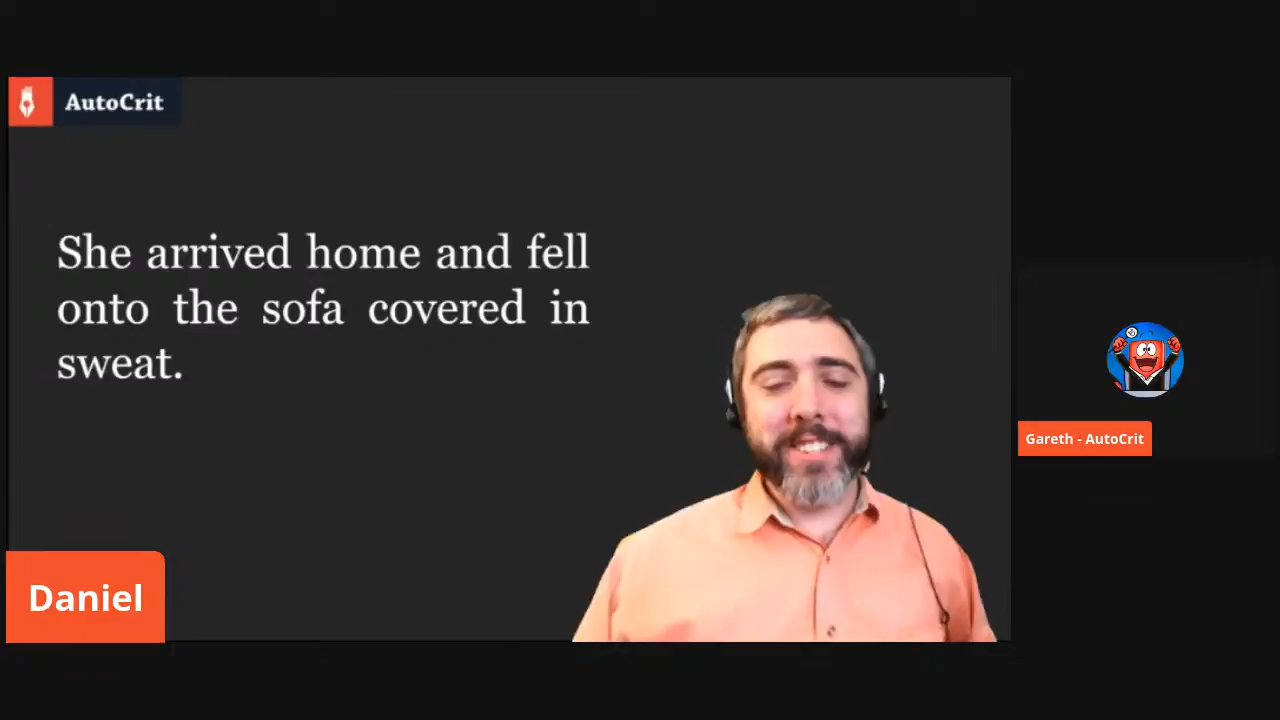 AutoCrit
She arrived home and fell
onto the sofa covered in
sweat.
Gareth - AutoCrit
Daniel